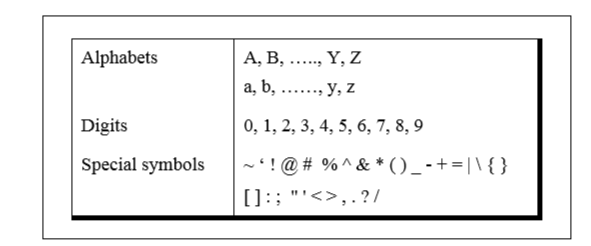 Alphabets A, B, ….., Y, Z
a, b, ……, y, z
Digits 0, 1, 2, 3, 4, 5, 6, 7, 8, 9
Special symbols ~ ‘ ! @ # % ^ & * ( ) _ - + = | \ { }
[ ] : ; " ' < > , . ? /